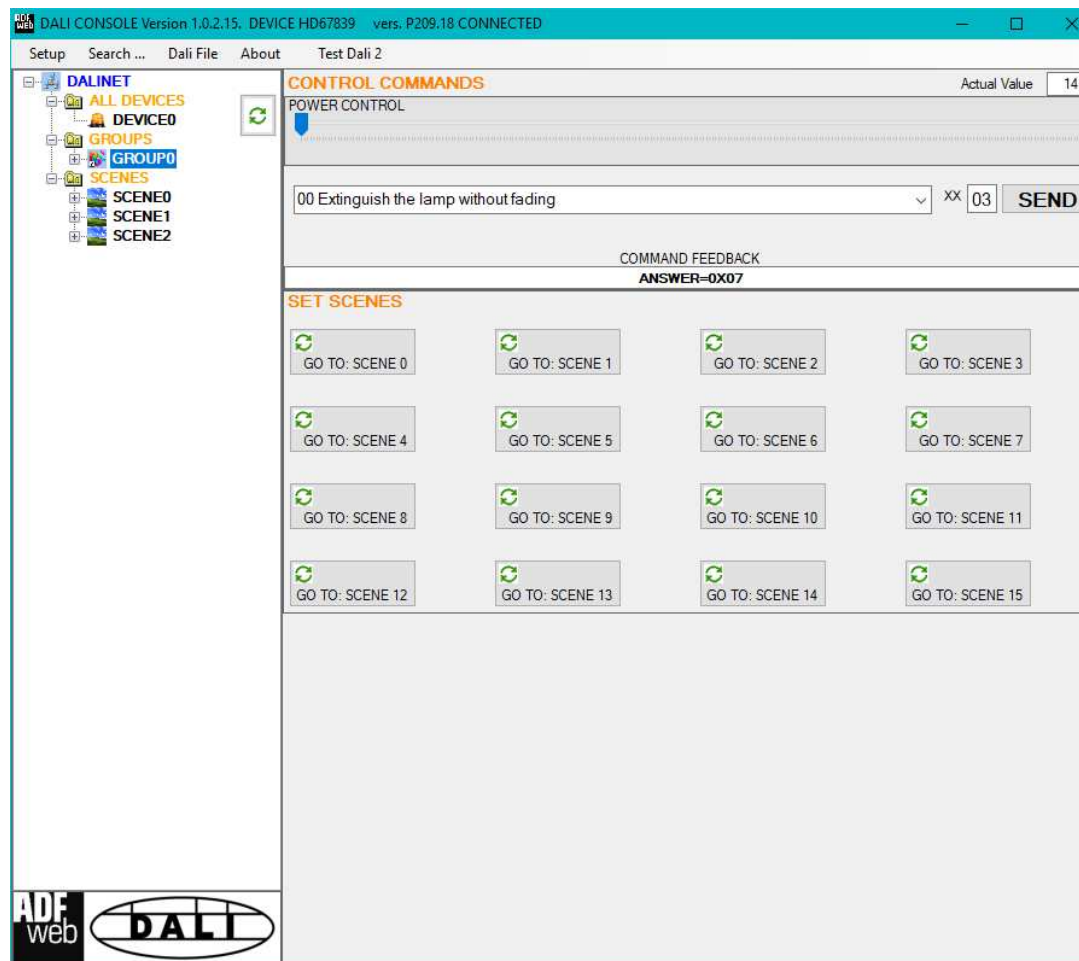 DALI CONSOLE Version 1.0.2.15. DEVICE HD67839 vers. P209.18 CONNECTED
Setup Search ... Dali File About Test Dali 2
DALINET
ALL DEVICES
DEVICE0
GROUPS
GROUP0
SCENES
SCENE0
SCENE1
SCENE2
CONTROL COMMANDS Actual Value 14
POWER CONTROL
00 Extinguish the lamp without fading XX 03 SEND
COMMAND FEEDBACK
ANSWER=0X07
SET SCENES
GO TO: SCENE 0 GO TO: SCENE 1 GO TO: SCENE 2 GO TO: SCENE 3
GO TO: SCENE 4 GO TO: SCENE 5 GO TO: SCENE 6 GO TO: SCENE 7
GO TO: SCENE 8 GO TO: SCENE 9 GO TO: SCENE 10 GO TO: SCENE 11
GO TO: SCENE 12 GO TO: SCENE 13 GO TO: SCENE 14 GO TO: SCENE 15
ADF
web
DALI